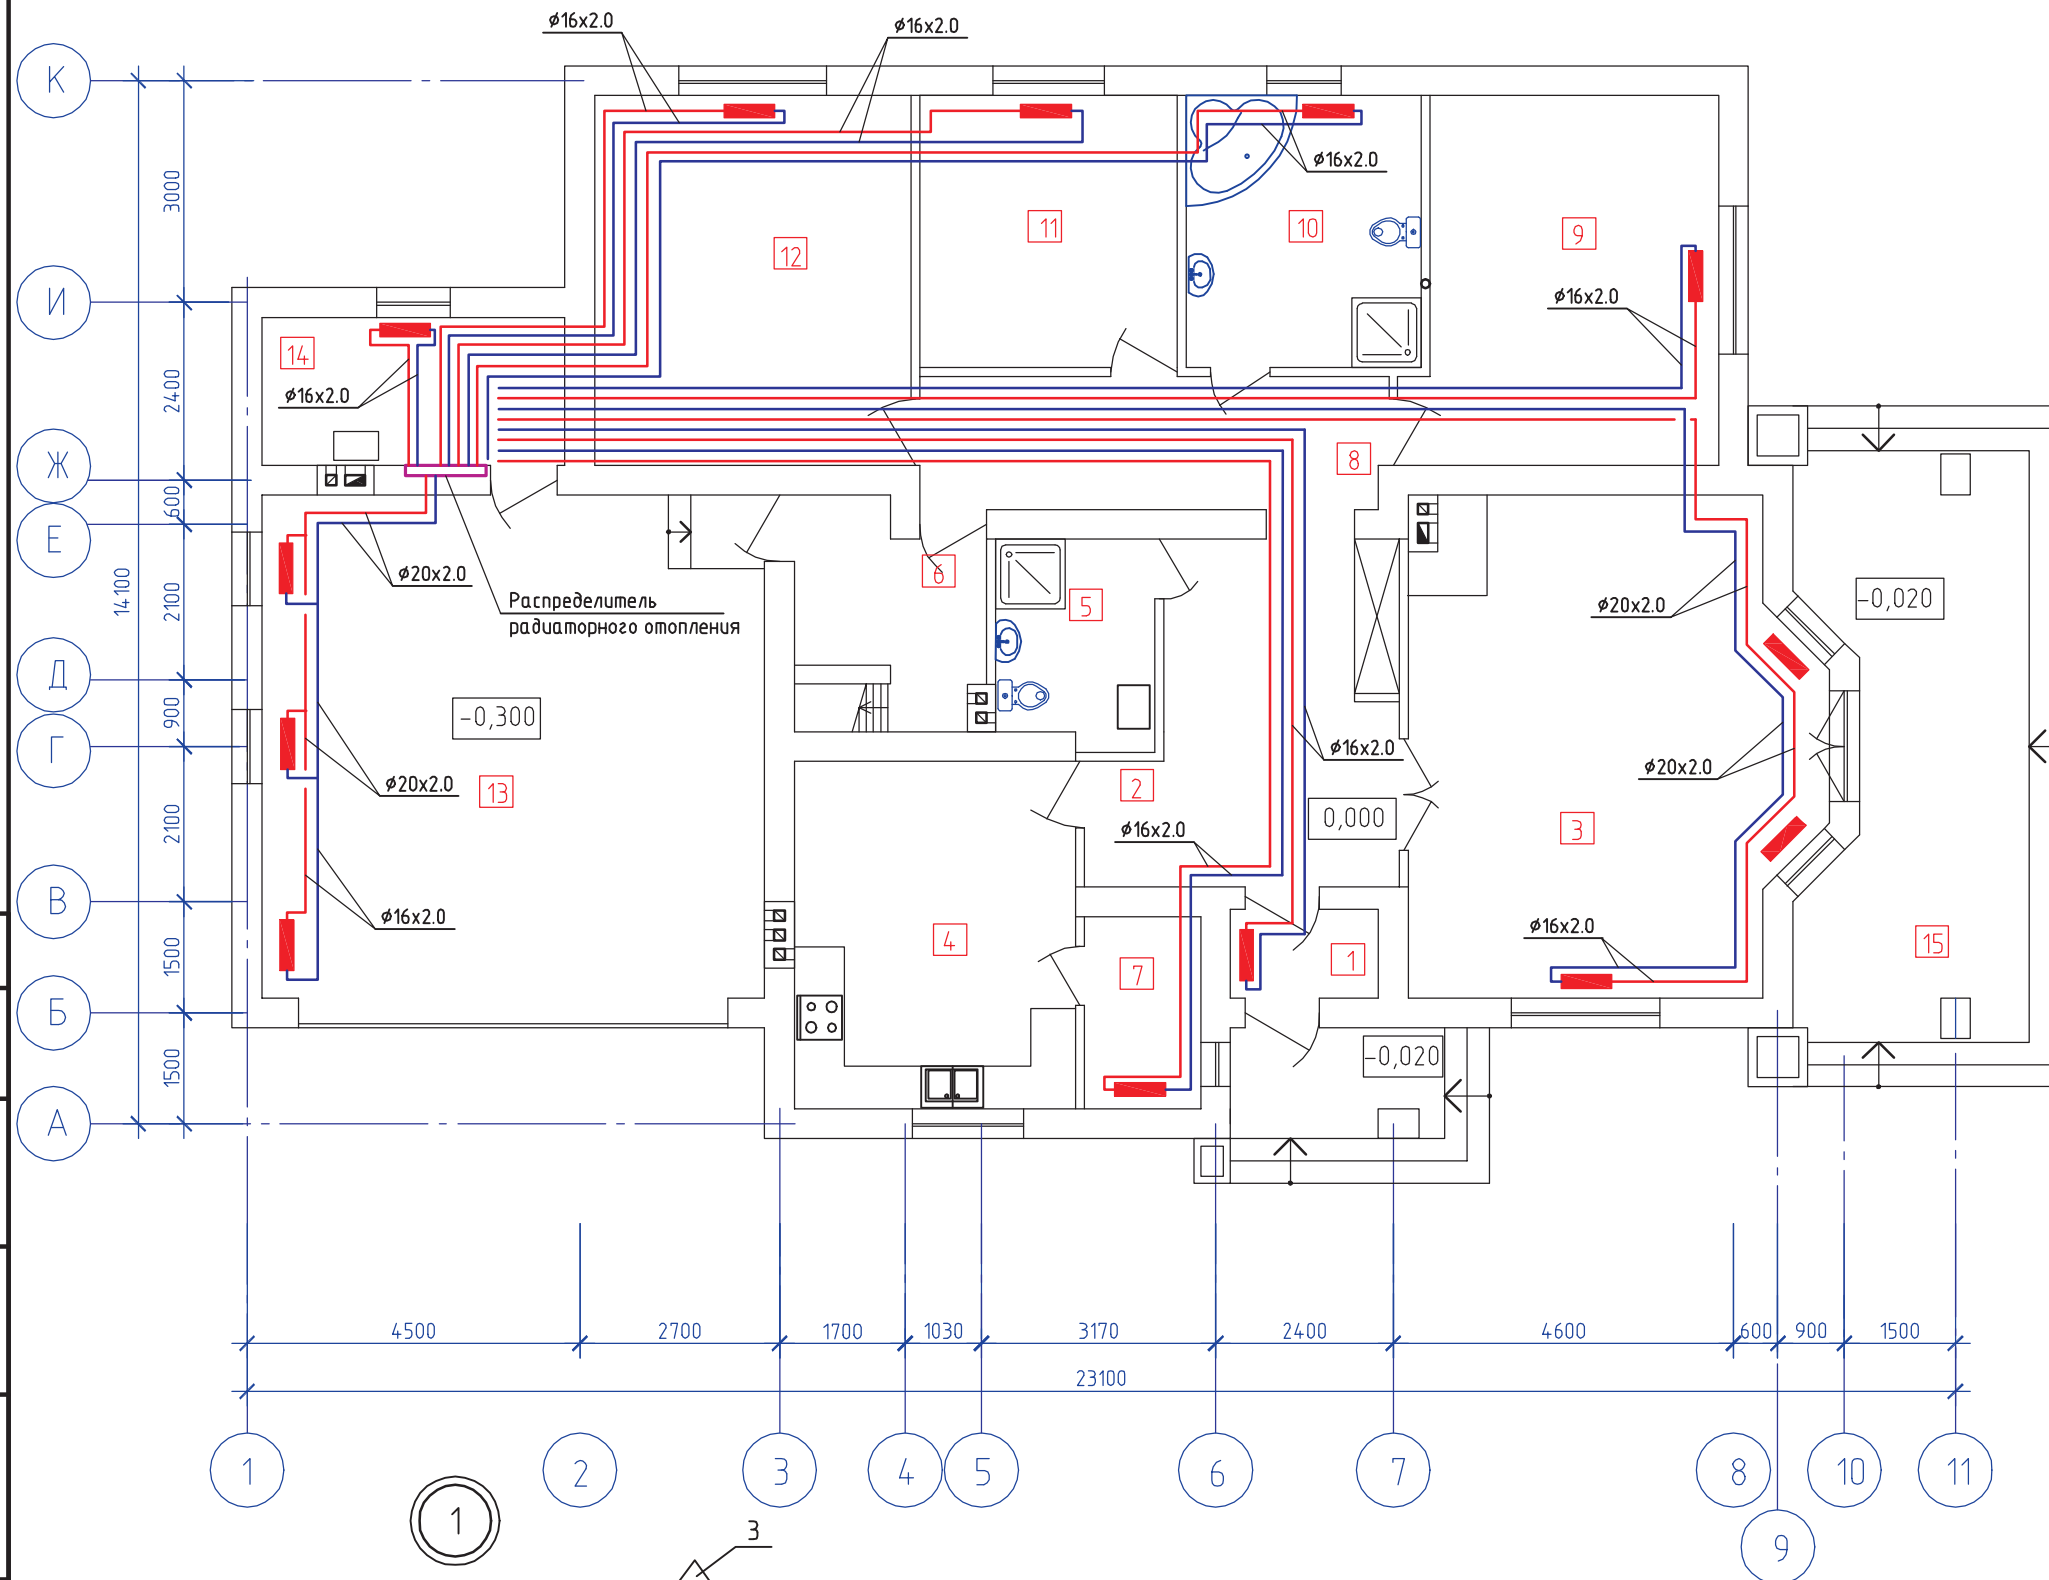 ø16x2.0
ø16x2.0
К
3000
ø16x2.0
11
10
9
12
И
ø16x2.0
14
ø16x2.0
2400
Ж
8
600
Е
6
ø20x2.0
14100
2100
Распределитель
радиаторного отопления
5
ø20x2.0
-0,020
Д
900
-0,300
Г
ø16x2.0
ø20x2.0
ø20x2.0
13
2
0,000
3
2100
ø16x2.0
В
ø16x2.0
ø16x2.0
4
1
15
7
1500
Б
-0,020
1500
А
4500
2700
1700
1030
3170
2400
4600
600
900
1500
23100
1
2
3
4
5
6
7
8
10
11
1
3
9